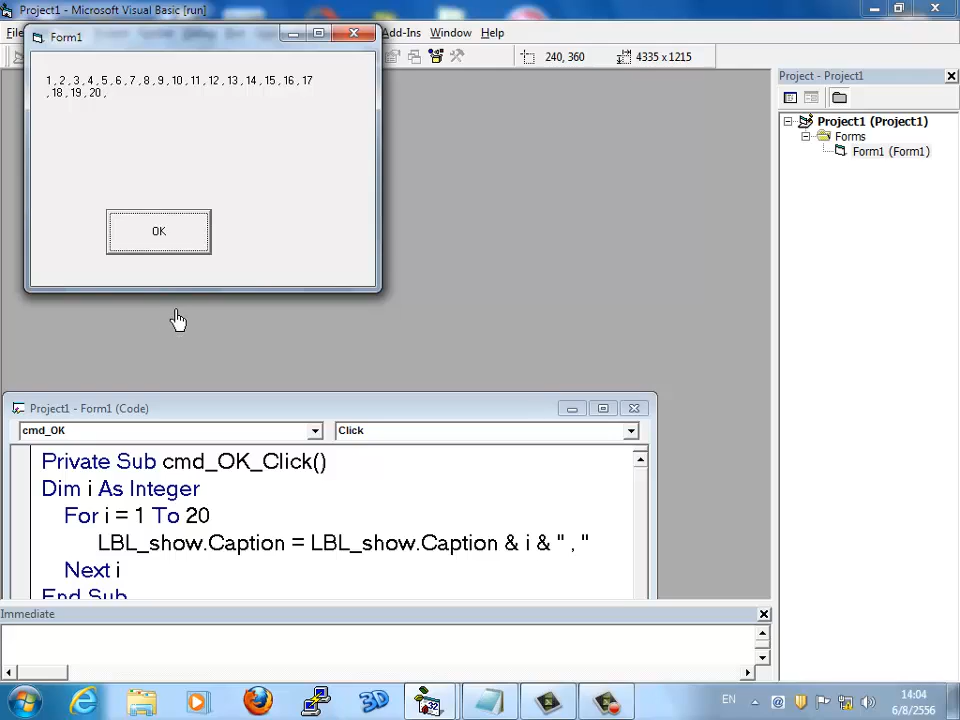 Project1 - Microsoft Visual Basic [run]
Form1
Add-Ins Window Help
240, 360
4335 x 1215
1 , 2 , 3 , 4 , 5 , 6 , 7 , 8 , 9 , 10 , 11 , 12 , 13 , 14 , 15 , 16 , 17
, 18 , 19 , 20 ,
OK
Project - Project1
Project1 (Project1)
Forms
Form1 (Form1)
Project1 - Form1 (Code)
cmd_OK
Click
Private Sub cmd_OK_Click()
Dim i As Integer
For i = 1 To 20
LBL_show.Caption = LBL_show.Caption & i & " , "
Next i
End Sub
Immediate
32
EN
14:04
6/8/2556